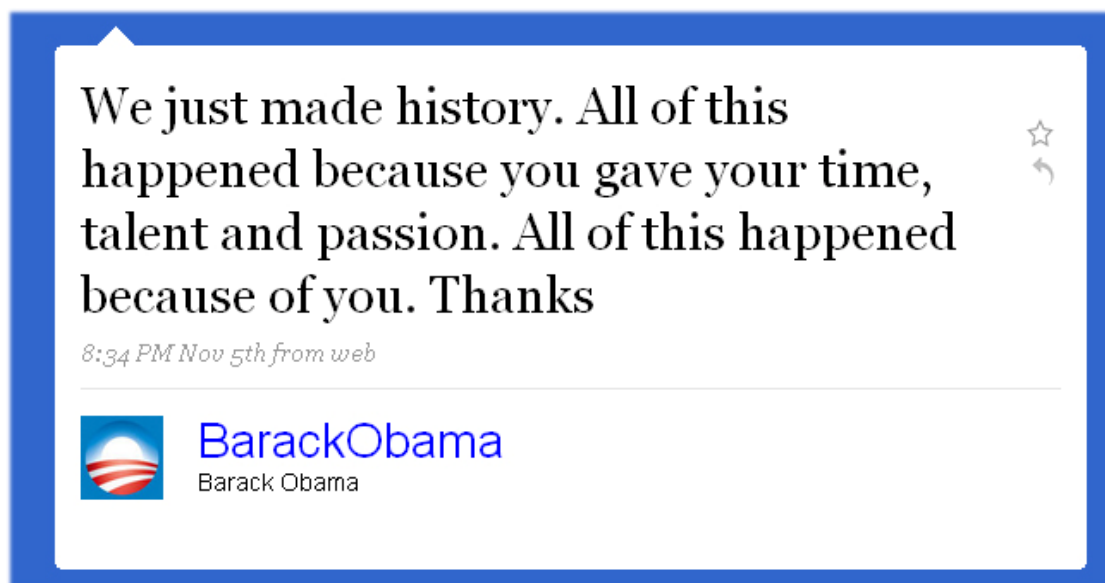 We just made history. All of this
happened because you gave your time,
talent and passion. All of this happened
because of you. Thanks
8:34 PM Nov 5th from web
BarackObama
Barack Obama